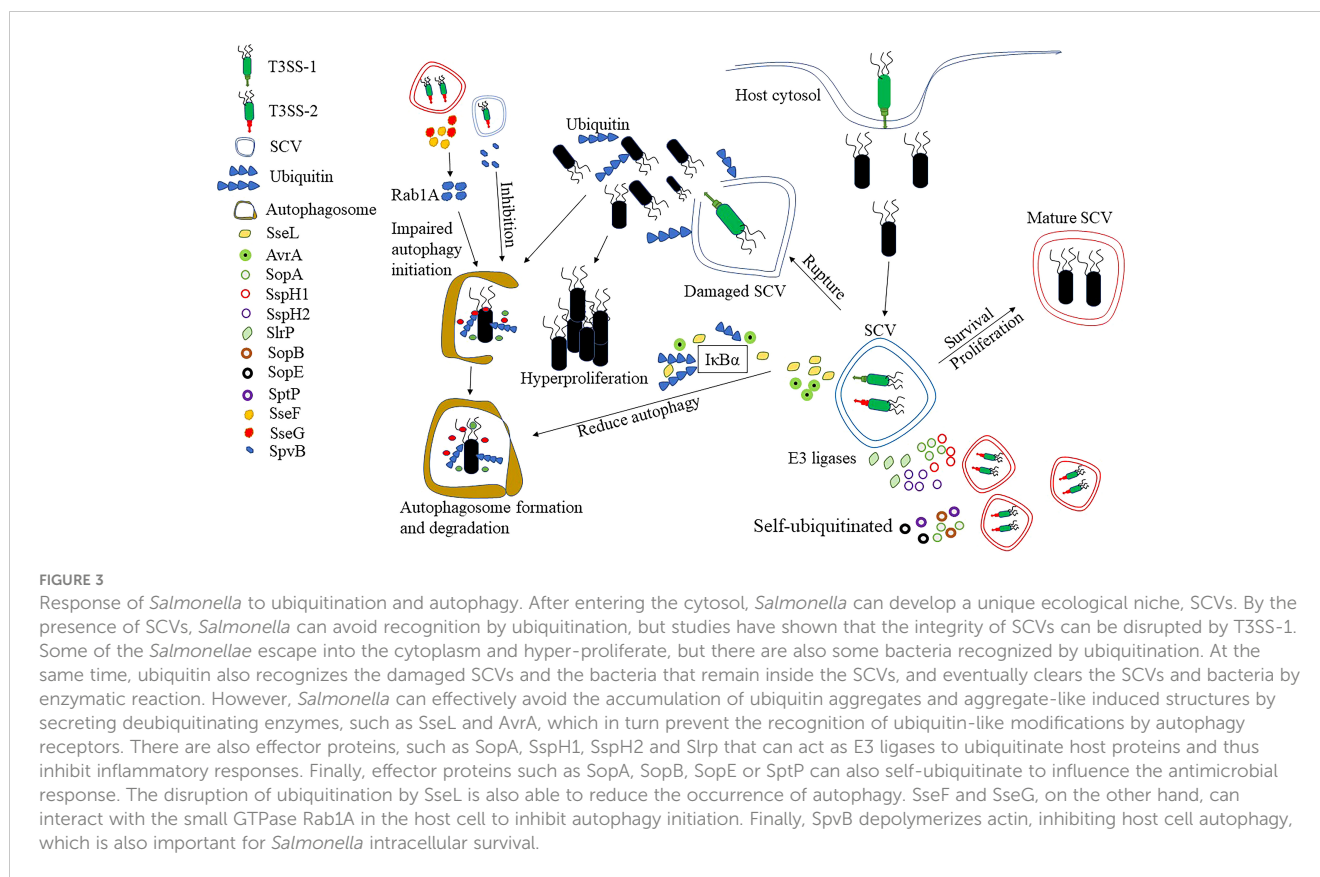 T3SS-1
T3SS-2
SCV
Ubiquitin
Autophagosome
SseL
AvrA
SopA
SspH1
SspH2
SlrP
SopB
SopE
SptP
SseF
SseG
SpvB
Rab1A
Impaired
autophagy
initiation
Inhibition
Ubiquitin
Host cytosol
Damaged SCV
Rupture
SCV
Mature SCV
Survival
Proliferation
Hyperproliferation
IκBα
Reduce autophagy
E3 ligases
Self-ubiquitinated
Autophagosome formation
and degradation
FIGURE 3
Response of Salmonella to ubiquitination and autophagy. After entering the cytosol, Salmonella can develop a unique ecological niche, SCVs. By the
presence of SCVs, Salmonella can avoid recognition by ubiquitination, but studies have shown that the integrity of SCVs can be disrupted by T3SS-1.
Some of the Salmonellae escape into the cytoplasm and hyper-proliferate, but there are also some bacteria recognized by ubiquitination. At the
same time, ubiquitin also recognizes the damaged SCVs and the bacteria that remain inside the SCVs, and eventually clears the SCVs and bacteria by
enzymatic reaction. However, Salmonella can effectively avoid the accumulation of ubiquitin aggregates and aggregate-like induced structures by
secreting deubiquitinating enzymes, such as SseL and AvrA, which in turn prevent the recognition of ubiquitin-like modifications by autophagy
receptors. There are also effector proteins, such as SopA, SspH1, SspH2 and Slrp that can act as E3 ligases to ubiquitinate host proteins and thus
inhibit inflammatory responses. Finally, effector proteins such as SopA, SopB, SopE or SptP can also self-ubiquitinate to influence the antimicrobial
response. The disruption of ubiquitination by SseL is also able to reduce the occurrence of autophagy. SseF and SseG, on the other hand, can
interact with the small GTPase Rab1A in the host cell to inhibit autophagy initiation. Finally, SpvB depolymerizes actin, inhibiting host cell autophagy,
which is also important for Salmonella intracellular survival.